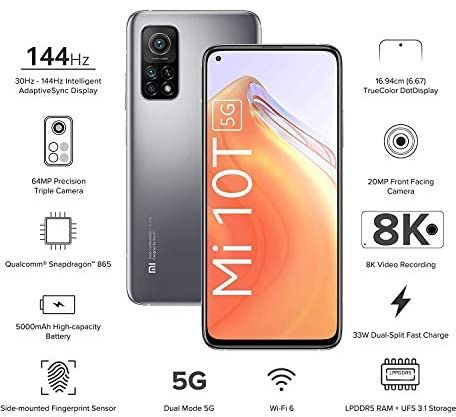 144Hz
30Hz - 144Hz Intelligent
AdaptiveSync Display
64MP Precision
Triple Camera
Qualcomm® Snapdragon™ 865
5000mAh High-capacity
Battery
Side-mounted Fingerprint Sensor
mi
Mi 10T 5G
5G
Dual Mode 5G
Wi-Fi 6
16.94cm (6.67)
TrueColor DotDisplay
20MP Front Facing
Camera
8K
8K Video Recording
33W Dual-Split Fast Charge
LPPDDR5
LPDDR5 RAM + UFS 3.1 Storage